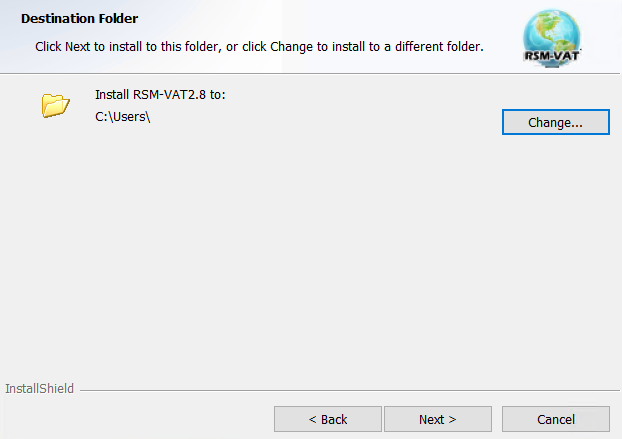 Destination Folder
Click Next to install to this folder, or click Change to install to a different folder.
RSM-VAT
Install RSM-VAT2.8 to:
C:\Users\
Change...
InstallShield
< Back
Next >
Cancel